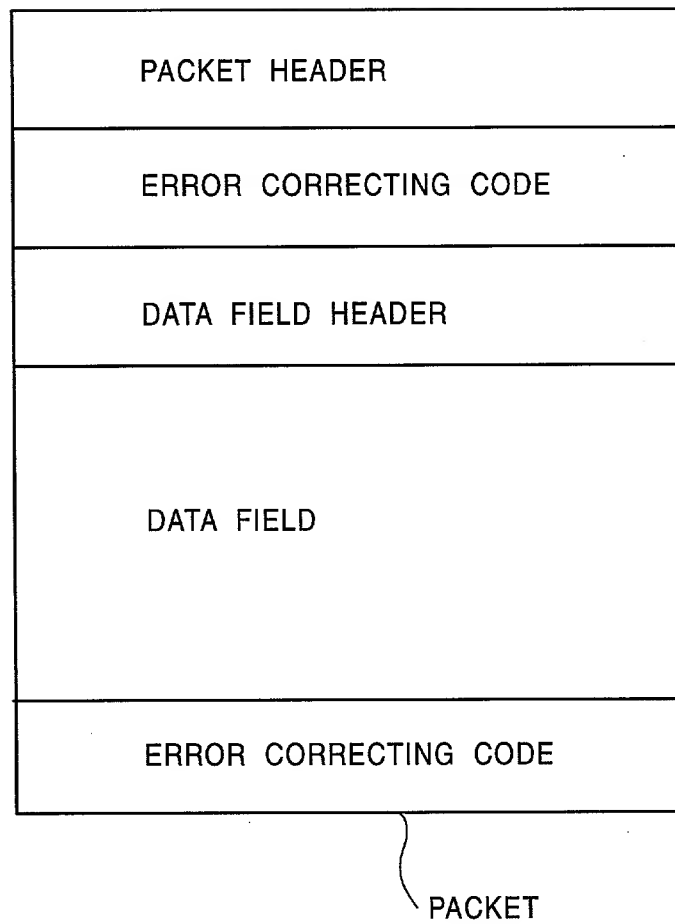 PACKET HEADER
ERROR CORRECTING CODE
DATA FIELD HEADER
DATA FIELD
ERROR CORRECTING CODE
PACKET